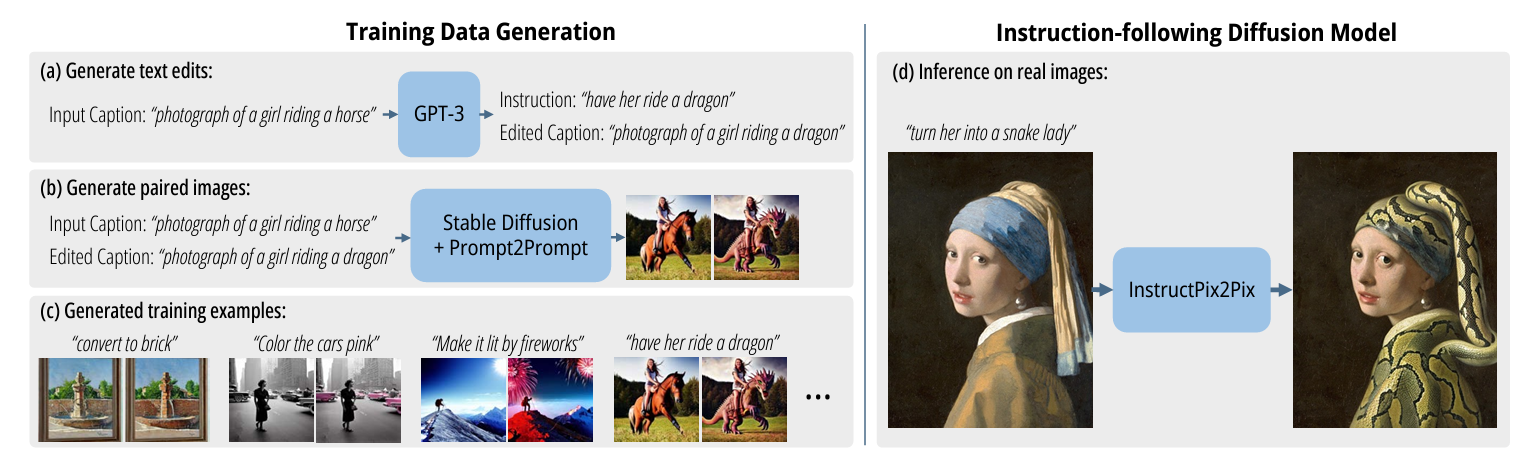 Training Data Generation
(a) Generate text edits:
Input Caption: “photograph of a girl riding a horse”
GPT-3
Instruction: “have her ride a dragon”
Edited Caption: “photograph of a girl riding a dragon”
(b) Generate paired images:
Input Caption: “photograph of a girl riding a horse”
Edited Caption: “photograph of a girl riding a dragon”
Stable Diffusion
+ Prompt2Prompt
(c) Generated training examples:
“convert to brick”
“Color the cars pink”
“Make it lit by fireworks”
“have her ride a dragon”
...
Instruction-following Diffusion Model
(d) Inference on real images:
“turn her into a snake lady”
InstructPix2Pix